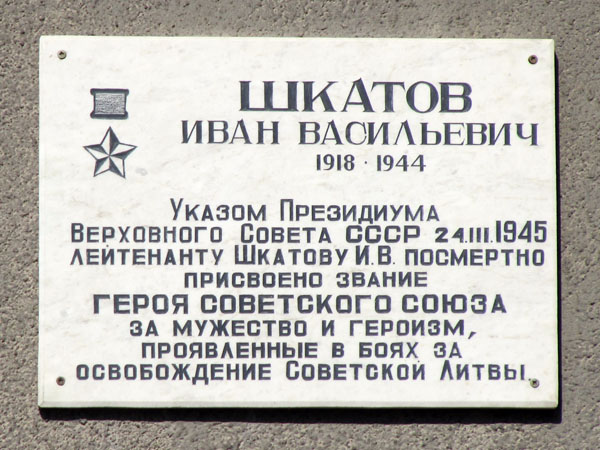 ШКАТОВ
ИВАН ВАСИЛЬЕВИЧ
1918 · 1944
УКАЗОМ ПРЕЗИДИУМА
ВЕРХОВНОГО СОВЕТА СССР 24.III.1945
ЛЕЙТЕНАНТУ ШКАТОВУ И.В. ПОСМЕРТНО
ПРИСВОЕНО ЗВАНИЕ
ГЕРОЯ СОВЕТСКОГО СОЮЗА
ЗА МУЖЕСТВО И ГЕРОИЗМ,
ПРОЯВЛЕННЫЕ В БОЯХ ЗА
ОСВОБОЖДЕНИЕ СОВЕТСКОЙ ЛИТВЫ